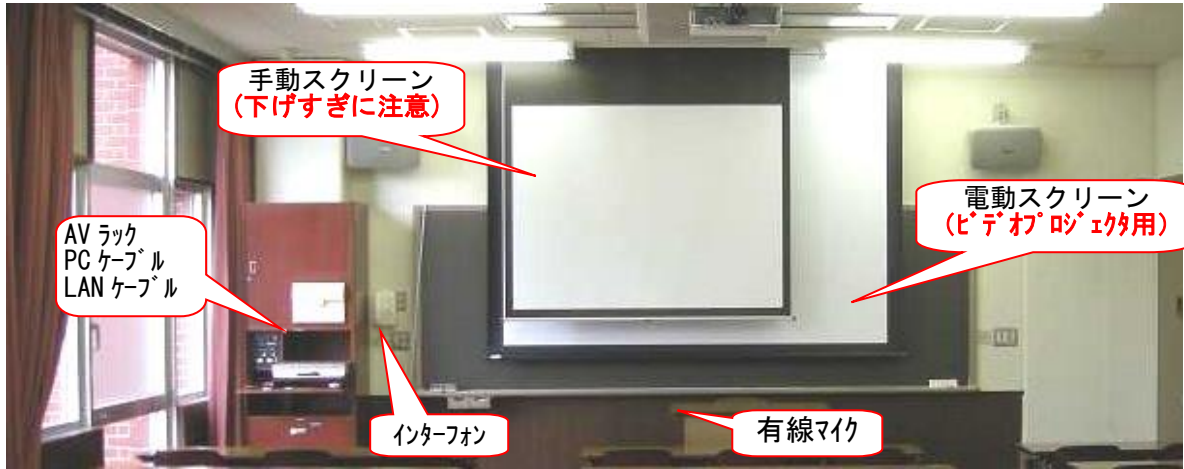 手動スクリーン
(下げすぎに注意)
電動スクリーン
(ﾋﾞﾃﾞｵﾌﾟﾛｼﾞｪｸﾀ用)
AV ラック
PC ｹｰﾌﾞﾙ
LAN ｹｰﾌﾞﾙ
ｲﾝﾀｰﾌｫﾝ
有線ﾏｲｸ